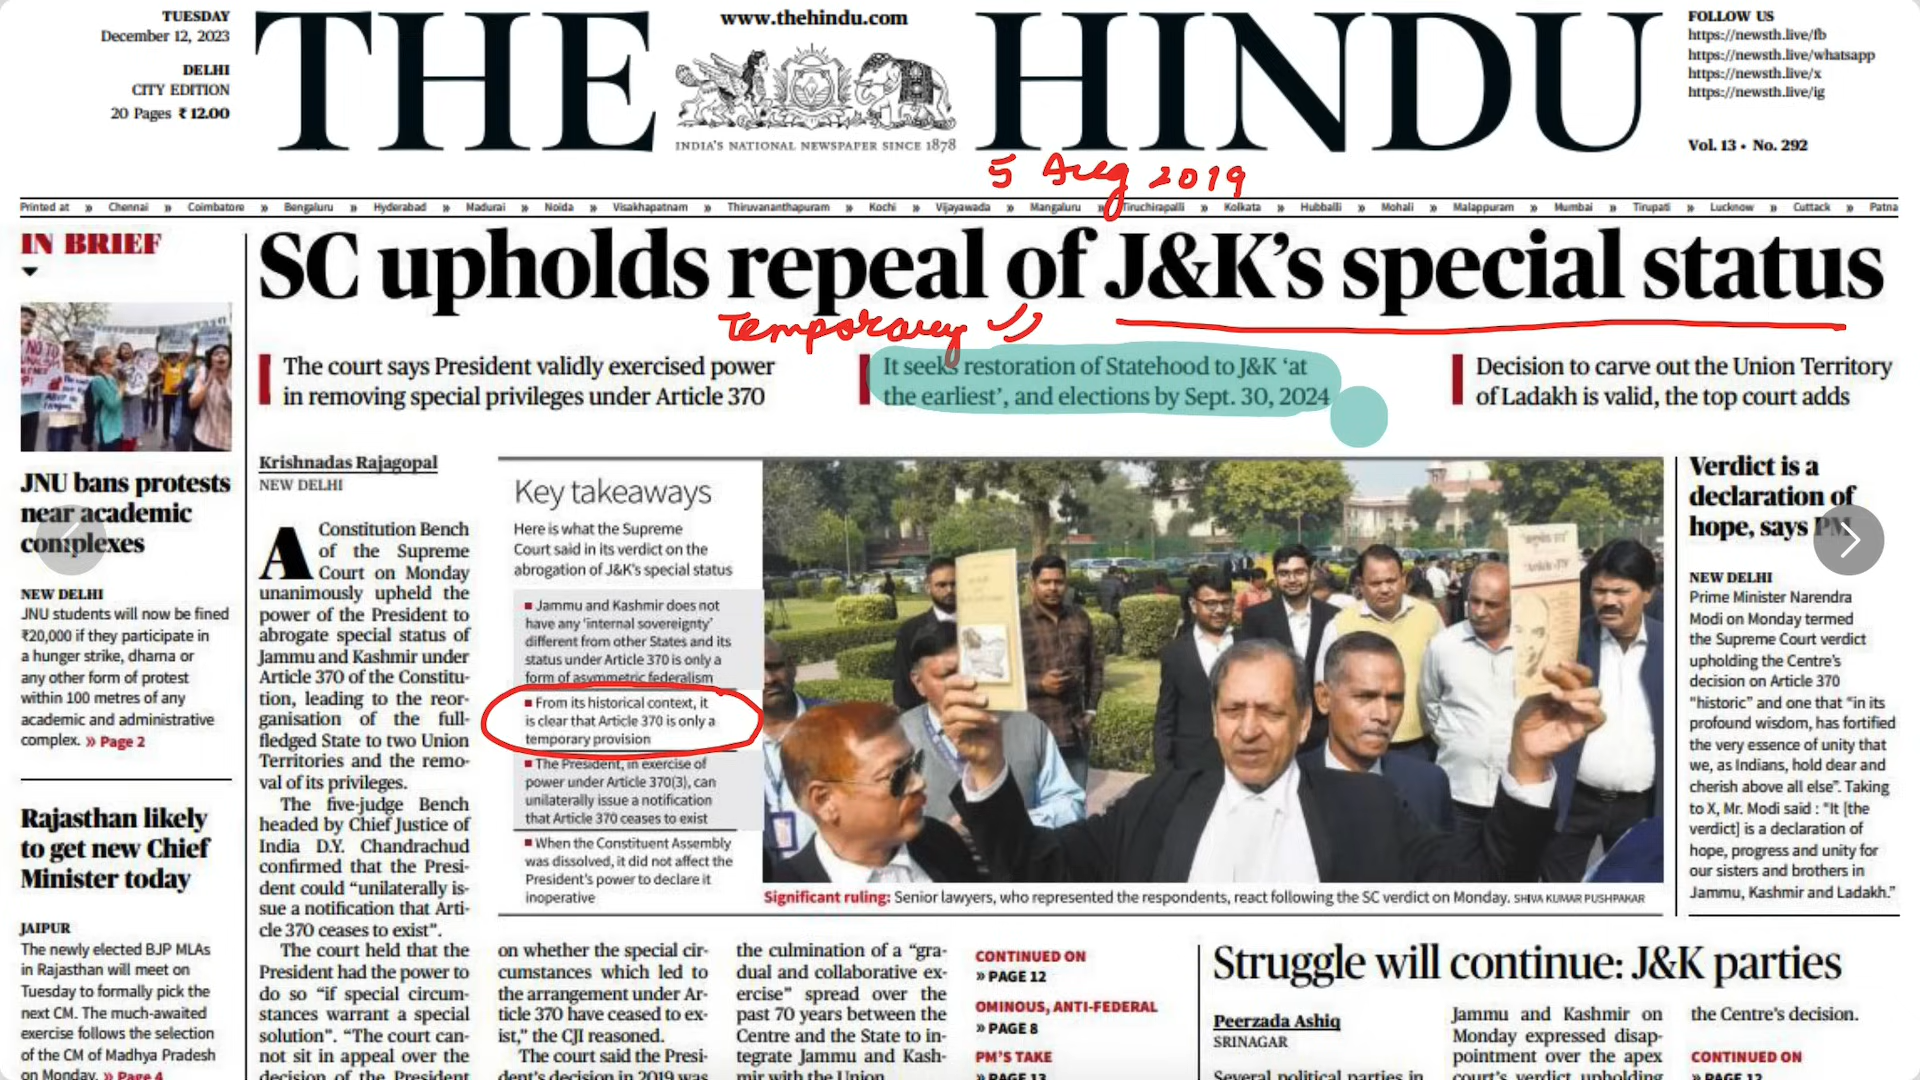 TUESDAY
December 12, 2023
DELHI
CITY EDITION
20 Pages ₹ 12.00
THE HINDU
www.thehindu.com
INDIA'S NATIONAL NEWSPAPER SINCE 1878
FOLLOW US
https://newsth.live/fb
https://newsth.live/whatsapp
https://newsth.live/x
https://newsth.live/ig
Vol. 13 • No. 292
5 Aug 2019
Printed at » Chennai » Coimbatore » Bengaluru » Hyderabad » Madurai » Noida » Visakhapatnam » Thiruvananthapuram » Kochi » Vijayawada » Mangaluru » Tiruchirapalli » Kolkata » Hubballi » Mohali » Malappuram » Mumbai » Tirupati » Lucknow » Cuttack » Patna
IN BRIEF
JNU bans protests
near academic
complexes
NEW DELHI
JNU students will now be fined
₹20,000 if they participate in
a hunger strike, dharna or
any other form of protest
within 100 metres of any
academic and administrative
complex. » Page 2
Rajasthan likely
to get new Chief
Minister today
JAIPUR
The newly elected BJP MLAs
in Rajasthan will meet on
Tuesday to formally pick the
next CM. The much-awaited
exercise follows the selection
of the CM of Madhya Pradesh
on Monday. » Page 4
SC upholds repeal of J&K's special status
Temporary
The court says President validly exercised power
in removing special privileges under Article 370
It seeks restoration of Statehood to J&K 'at
the earliest', and elections by Sept. 30, 2024
Decision to carve out the Union Territory
of Ladakh is valid, the top court adds
Krishnadas Rajagopal
NEW DELHI
A Constitution Bench
of the Supreme
Court on Monday
unanimously upheld the
power of the President to
abrogate special status of
Jammu and Kashmir under
Article 370 of the Constitu-
tion, leading to the reor-
ganisation of the full-
fledged State to two Union
Territories and the remo-
val of its privileges.
The five-judge Bench
headed by Chief Justice of
India D.Y. Chandrachud
confirmed that the Presi-
dent could "unilaterally is-
sue a notification that Arti-
cle 370 ceases to exist".
The court held that the
President had the power to
do so "if special circum-
stances warrant a special
solution". "The court can-
not sit in appeal over the
decision of the President
Key takeaways
Here is what the Supreme
Court said in its verdict on the
abrogation of J&K's special status
Jammu and Kashmir does not
have any 'internal sovereignty'
different from other States and its
status under Article 370 is only a
form of asymmetric federalism
From its historical context, it
is clear that Article 370 is only a
temporary provision
The President, in exercise of
power under Article 370(3), can
unilaterally issue a notification
that Article 370 ceases to exist
When the Constituent Assembly
was dissolved, it did not affect the
President's power to declare it
inoperative
Significant ruling: Senior lawyers, who represented the respondents, react following the SC verdict on Monday. SHIVA KUMAR PUSHPAKAR
on whether the special cir-
cumstances which led to
the arrangement under Ar-
ticle 370 have ceased to ex-
ist," the CJI reasoned.
The court said the Presi-
dent's decision in 2019 was
the culmination of a "gra-
dual and collaborative ex-
ercise" spread over the
past 70 years between the
Centre and the State to in-
tegrate Jammu and Kash-
mir with the Union.
CONTINUED ON
» PAGE 12
OMINOUS, ANTI-FEDERAL
» PAGE 8
PM'S TAKE
» PAGE 13
Verdict is a
declaration of
hope, says PM
NEW DELHI
Prime Minister Narendra
Modi on Monday termed
the Supreme Court verdict
upholding the Centre's
decision on Article 370
"historic" and one that "in its
profound wisdom, has fortified
the very essence of unity that
we, as Indians, hold dear and
cherish above all else". Taking
to X, Mr. Modi said : "It [the
verdict] is a declaration of
hope, progress and unity for
our sisters and brothers in
Jammu, Kashmir and Ladakh."
Struggle will continue: J&K parties
Peerzada Ashiq
SRINAGAR
Several political parties in
Jammu and Kashmir on
Monday expressed disap-
pointment over the apex
court's verdict upholding
the Centre's decision.
CONTINUED ON
» PAGE 12